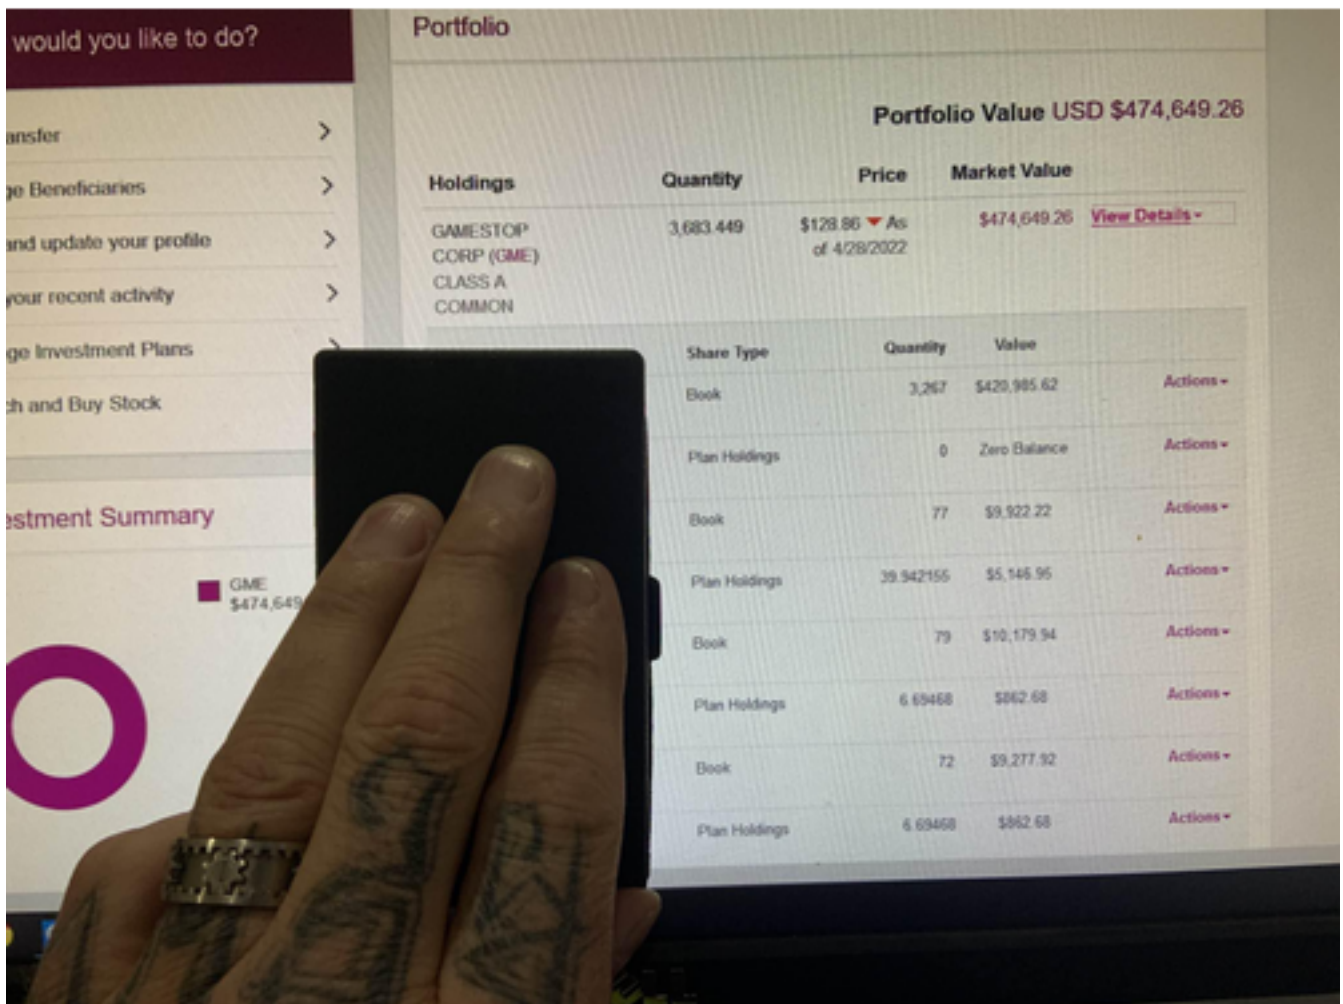 would you like to do?
ansfer
ge Beneficiaries
and update your profile
your recent activity
ge Investment Plans
ch and Buy Stock
estment Summary
GME
$474,649
Portfolio
Portfolio Value USD $474,649.26
Holdings Quantity Price Market Value
GAMESTOP 3,683.449 $128.86 As $474,649.26 View Details
CORP (GME) of 4/28/2022
CLASS A
COMMON
Share Type Quantity Value
Book 3,267 $420,985.62 Actions
Plan Holdings 0 Zero Balance Actions
Book 77 $9,922.22 Actions
Plan Holdings 39.942155 $5,146.95 Actions
Book 79 $10,179.94 Actions
Plan Holdings 6.69468 $862.68 Actions
Book 72 $9,277.92 Actions
Plan Holdings 6.69468 $862.68 Actions